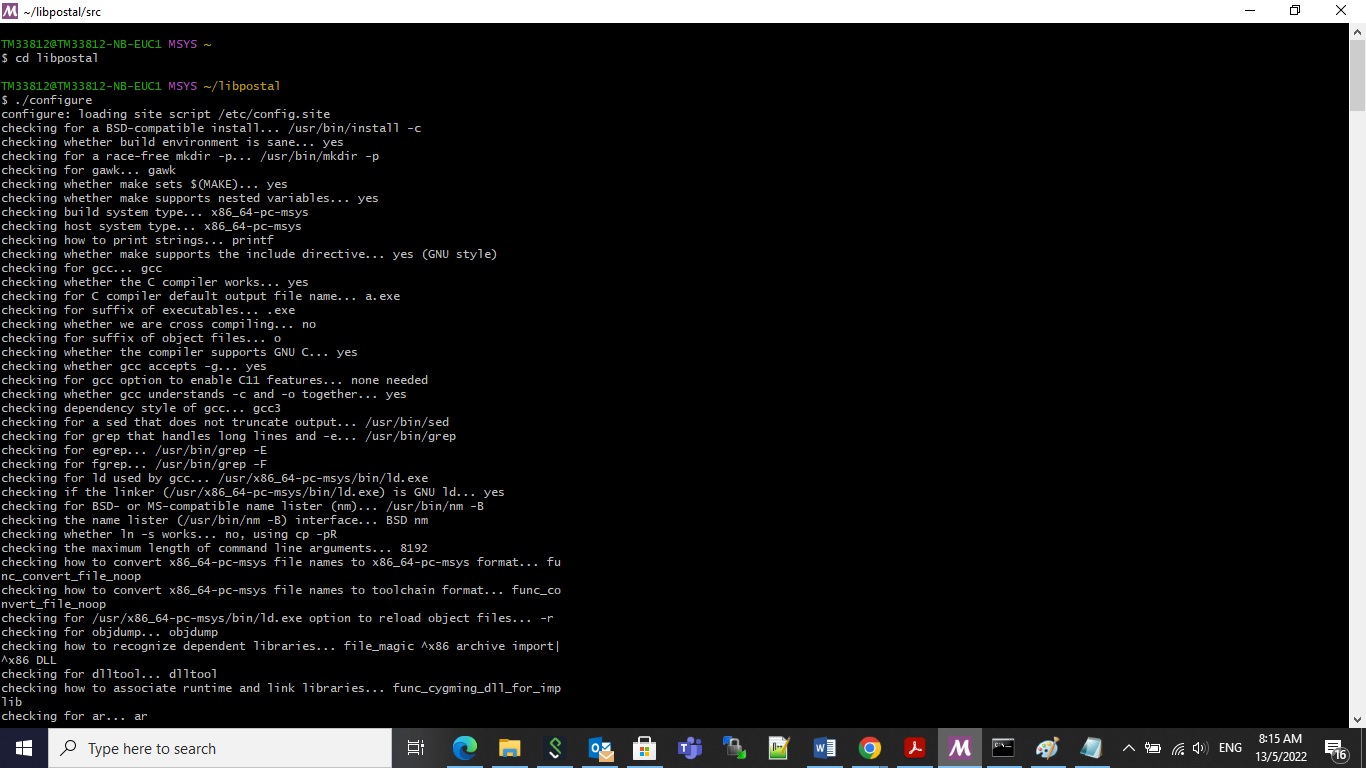 ~/libpostal/src
TM33812@TM33812-NB-EUC1 MSYS ~
$ cd libpostal
TM33812@TM33812-NB-EUC1 MSYS ~/libpostal
$ ./configure
configure: loading site script /etc/config.site
checking for a BSD-compatible install... /usr/bin/install -c
checking whether build environment is sane... yes
checking for a race-free mkdir -p... /usr/bin/mkdir -p
checking for gawk... gawk
checking whether make sets $(MAKE)... yes
checking whether make supports nested variables... yes
checking build system type... x86_64-pc-msys
checking host system type... x86_64-pc-msys
checking how to print strings... printf
checking whether make supports the include directive... yes (GNU style)
checking for gcc... gcc
checking whether the C compiler works... yes
checking for C compiler default output file name... a.exe
checking for suffix of executables... .exe
checking whether we are cross compiling... no
checking for suffix of object files... o
checking whether the compiler supports GNU C... yes
checking whether gcc accepts -g... yes
checking for gcc option to enable C11 features... none needed
checking whether gcc understands -c and -o together... yes
checking dependency style of gcc... gcc3
checking for a sed that does not truncate output... /usr/bin/sed
checking for grep that handles long lines and -e... /usr/bin/grep
checking for egrep... /usr/bin/grep -E
checking for fgrep... /usr/bin/grep -F
checking for ld used by gcc... /usr/x86_64-pc-msys/bin/ld.exe
checking if the linker (/usr/x86_64-pc-msys/bin/ld.exe) is GNU ld... yes
checking for BSD- or MS-compatible name lister (nm)... /usr/bin/nm -B
checking the name lister (/usr/bin/nm -B) interface... BSD nm
checking whether ln -s works... no, using cp -pR
checking the maximum length of command line arguments... 8192
checking how to convert x86_64-pc-msys file names to x86_64-pc-msys format... fu
nc_convert_file_noop
checking how to convert x86_64-pc-msys file names to toolchain format... func_co
nvert_file_noop
checking for /usr/x86_64-pc-msys/bin/ld.exe option to reload object files... -r
checking for objdump... objdump
checking how to recognize dependent libraries... file_magic ^x86 archive import|
^x86 DLL
checking for dlltool... dlltool
checking how to associate runtime and link libraries... func_cygming_dll_for_imp
lib
checking for ar... ar
Type here to search
ENG
8:15 AM
13/5/2022
16